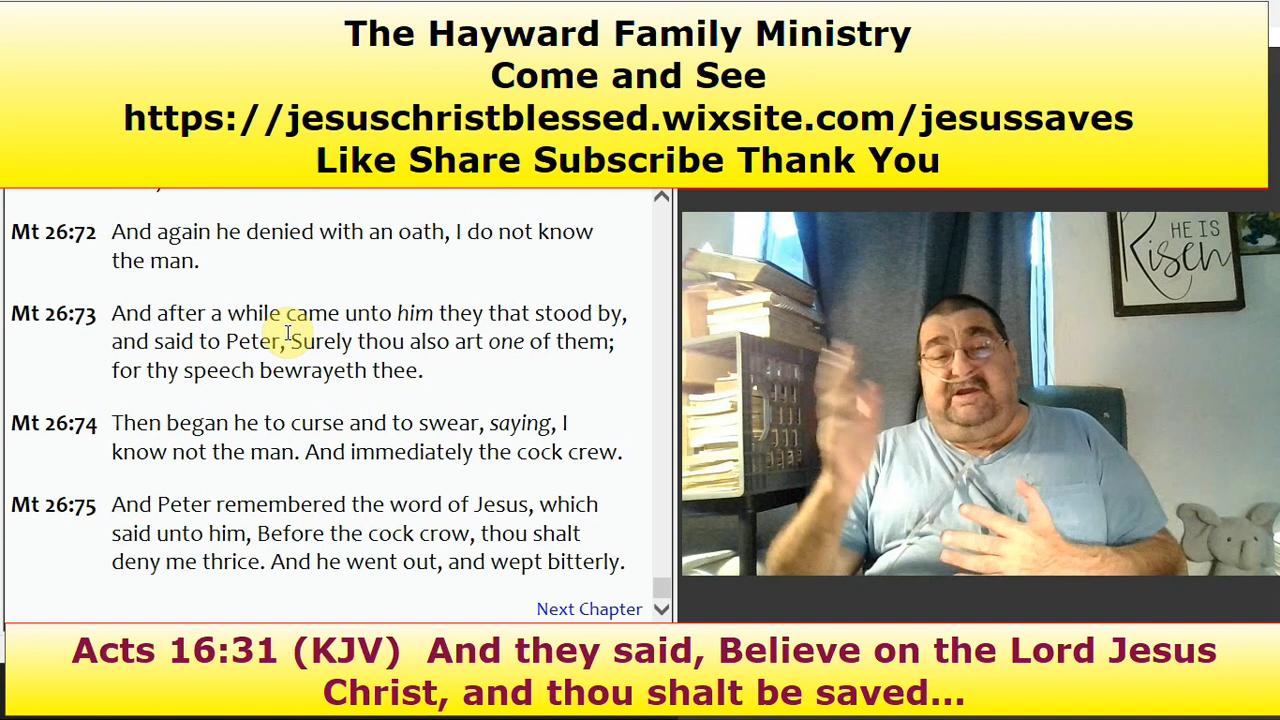 The Hayward Family Ministry
Come and See
https://jesuschristblessed.wixsite.com/jesussaves
Like Share Subscribe Thank You
Mt 26:72 And again he denied with an oath, I do not know
the man.
Mt 26:73 And after a while came unto him they that stood by,
and said to Peter, Surely thou also art one of them;
for thy speech bewrayeth thee.
Mt 26:74 Then began he to curse and to swear, saying, I
know not the man. And immediately the cock crew.
Mt 26:75 And Peter remembered the word of Jesus, which
said unto him, Before the cock crow, thou shalt
deny me thrice. And he went out, and wept bitterly.
Next Chapter
HE IS
Risen
Acts 16:31 (KJV) And they said, Believe on the Lord Jesus
Christ, and thou shalt be saved...